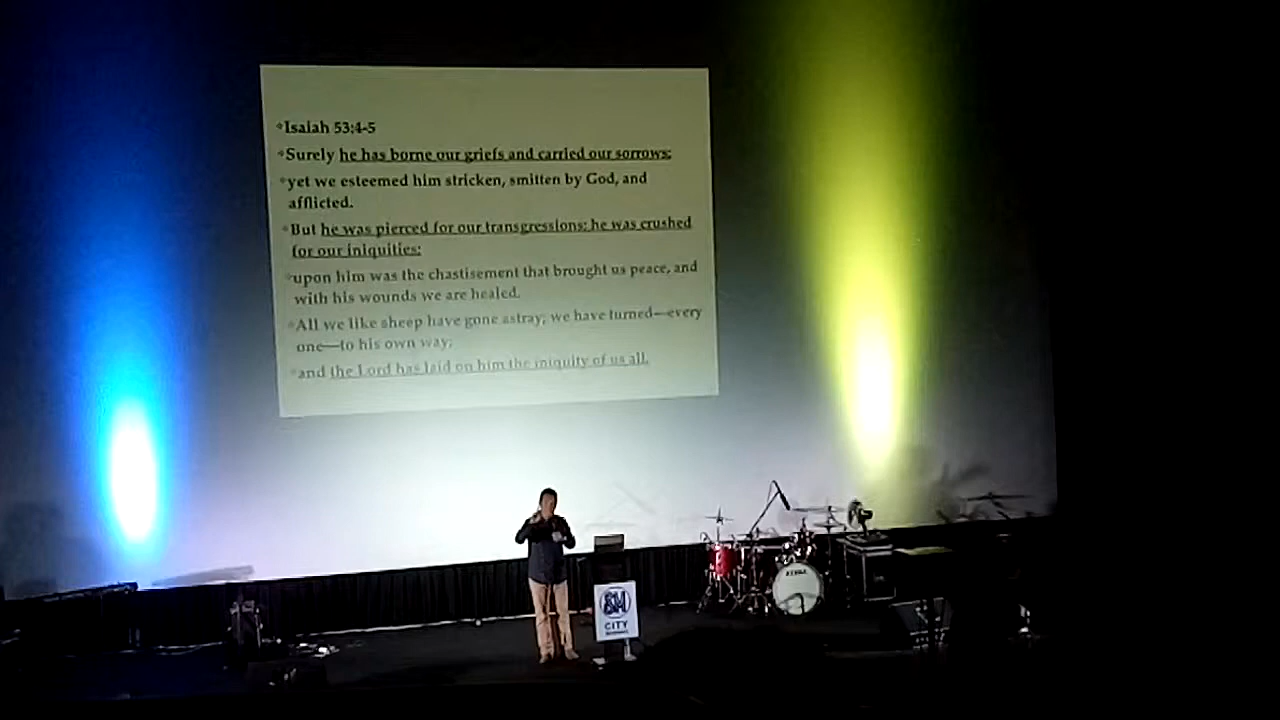 *Isaiah 53:4-5
*Surely he has borne our griefs and carried our sorrows;
*yet we esteemed him stricken, smitten by God, and
afflicted.
*But he was pierced for our transgressions; he was crushed
for our iniquities;
*upon him was the chastisement that brought us peace, and
with his wounds we are healed.
*All we like sheep have gone astray; we have turned—every
one—to his own way;
*and the Lord has laid on him the iniquity of us all.
SM
CITY
TAMA